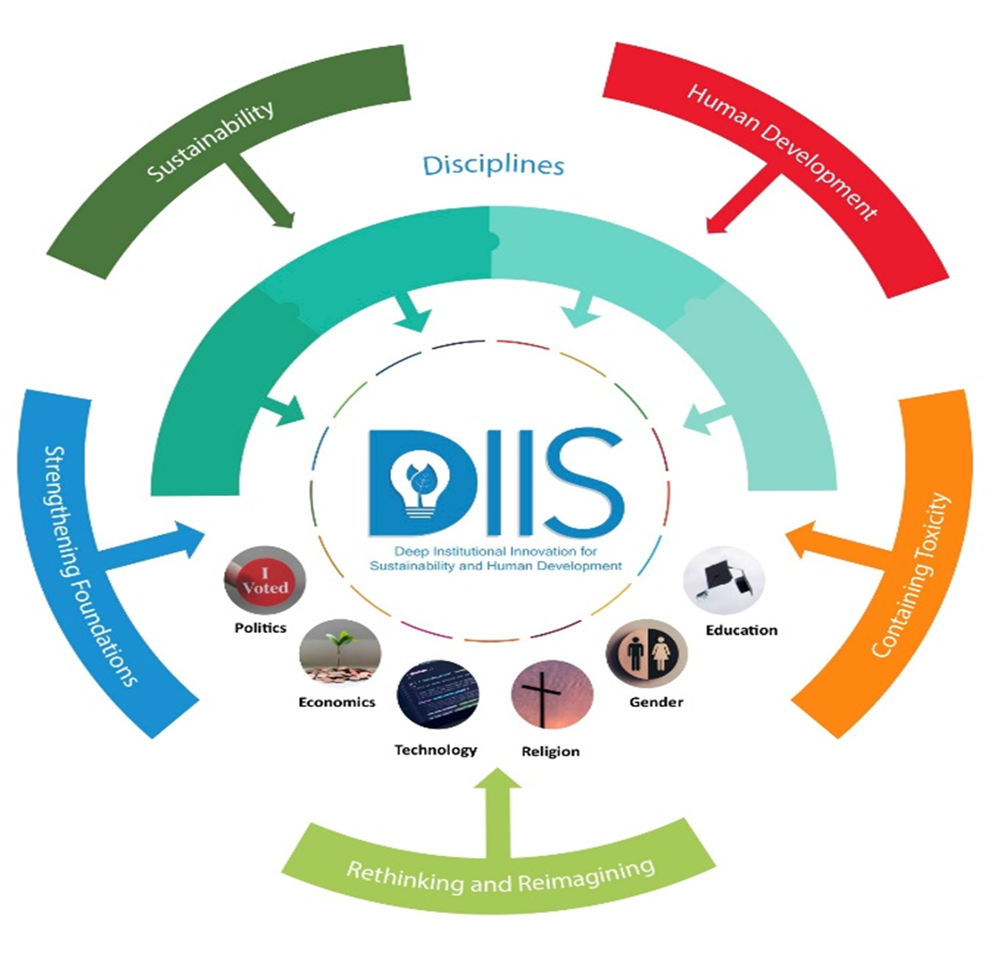 Sustainability
Human Development
Disciplines
Strengthening Foundations
Containing Toxicity
DIIS
Deep Institutional Innovation for
Sustainability and Human Development
I
Voted
Politics
Economics
Technology
Religion
Gender
Education
Rethinking and Reimagining